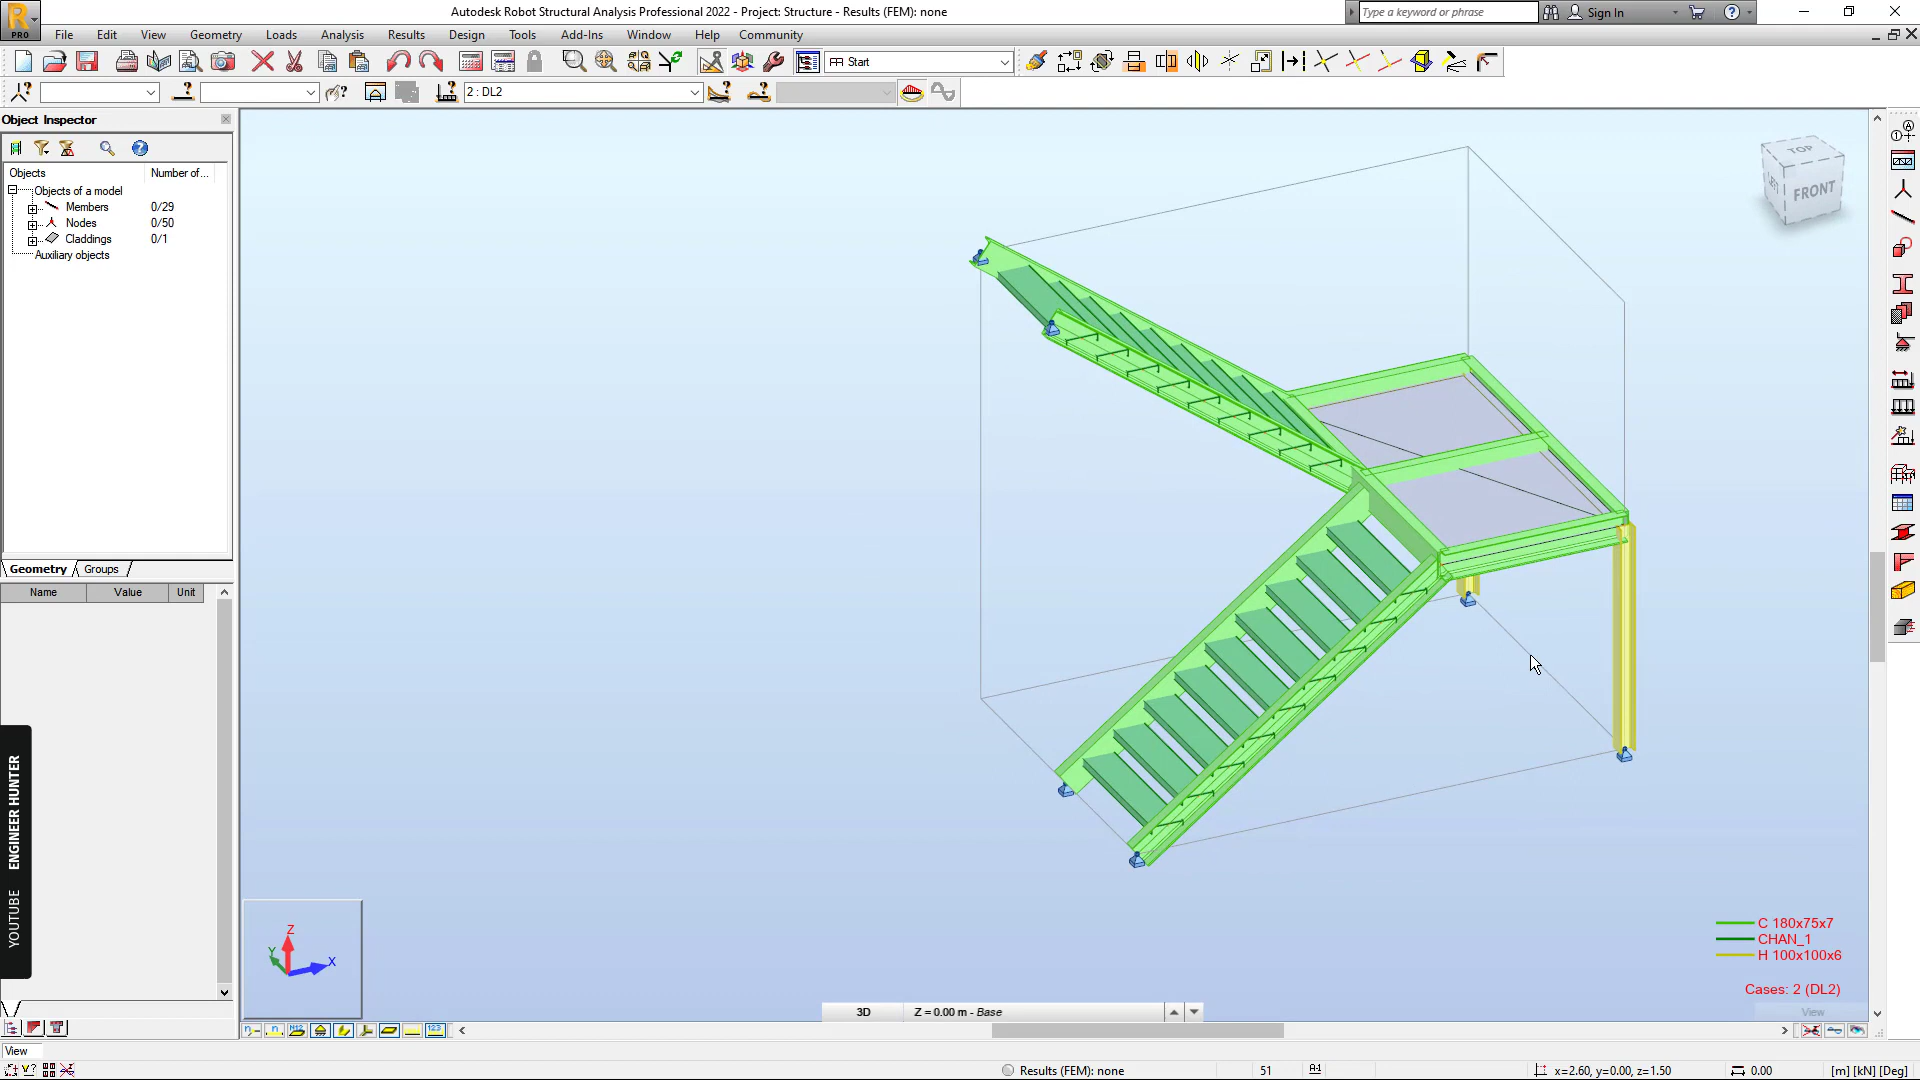 Autodesk Robot Structural Analysis Professional 2022 - Project: Structure - Results (FEM): none
Type a keyword or phrase
Sign In
PRO
File Edit View Geometry Loads Analysis Results Design Tools Add-Ins Window Help Community
Start
2 : DL2
Object Inspector
Objects Number of...
Objects of a model
Members 0/29
Nodes 0/50
Claddings 0/1
Auxiliary objects
Geometry Groups
Name Value Unit
TOP
LEFT
FRONT
YOUTUBE ENGINEER HUNTER
Z
Y
X
C 180x75x7
CHAN_1
H 100x100x6
Cases: 2 (DL2)
3D Z = 0.00 m - Base
View
View
Results (FEM): none
51
x=2.60, y=0.00, z=1.50
0.00
[m] [kN] [Deg]